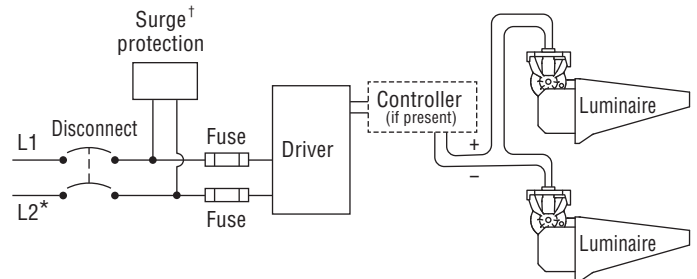 Surge†
protection
Disconnect
L1
L2*
Fuse
Fuse
Driver
Controller
(if present)
+
–
Luminaire
Luminaire